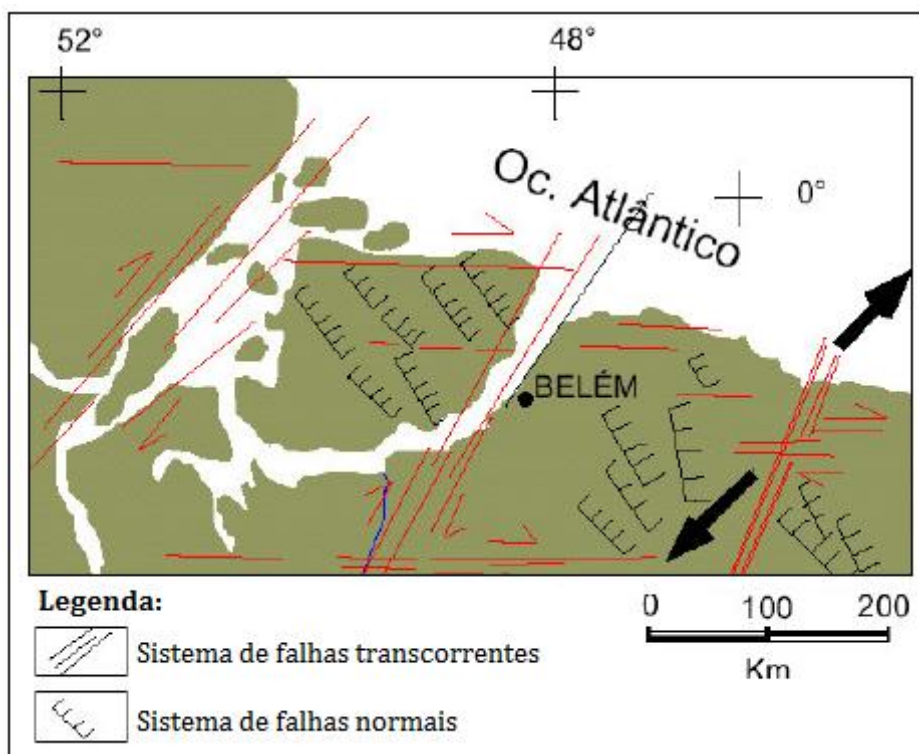 52°
48°
Oc. Atlântico
0°
BELÉM
Legenda:
Sistema de falhas transcorrentes
Sistema de falhas normais
0 100 200
Km